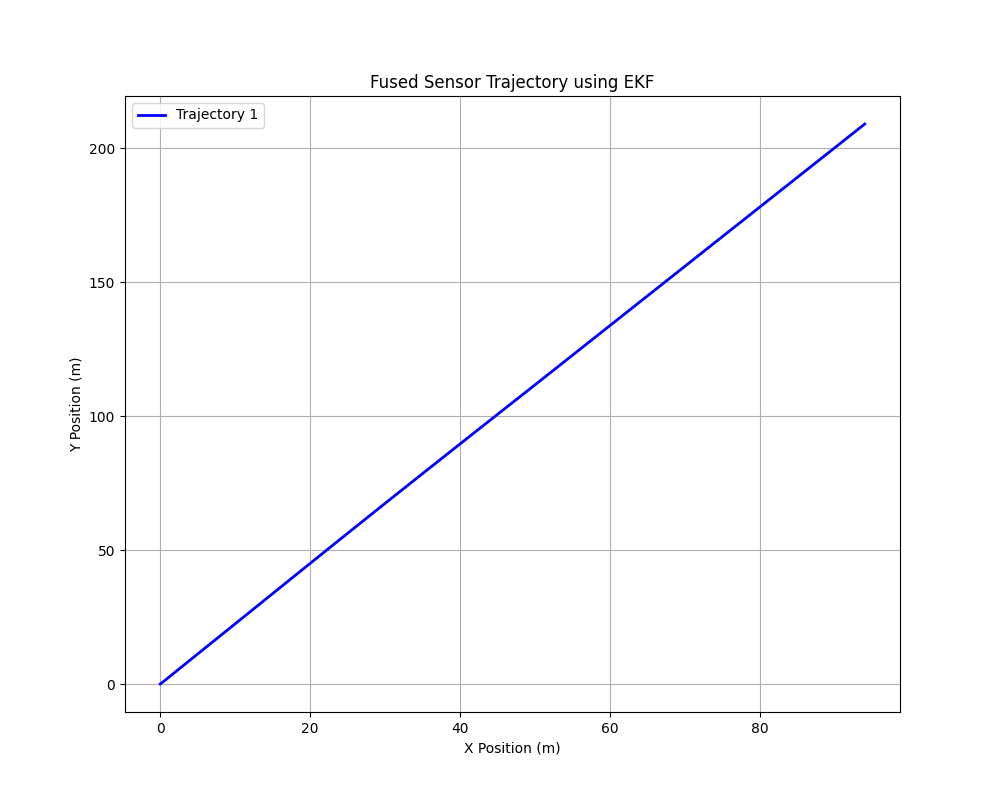 Fused Sensor Trajectory using EKF
Trajectory 1
200
150
100
50
0
Y Position (m)
0 20 40 60 80
X Position (m)